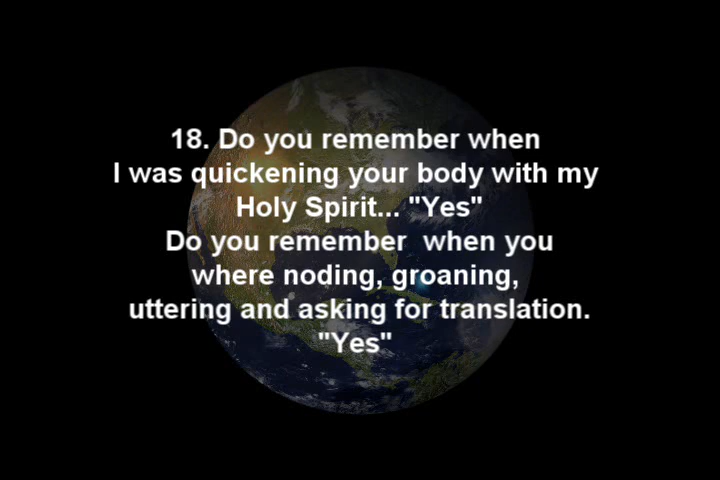 18. Do you remember when
I was quickening your body with my
Holy Spirit... "Yes"
Do you remember  when you
where noding, groaning,
uttering and asking for translation.
"Yes"